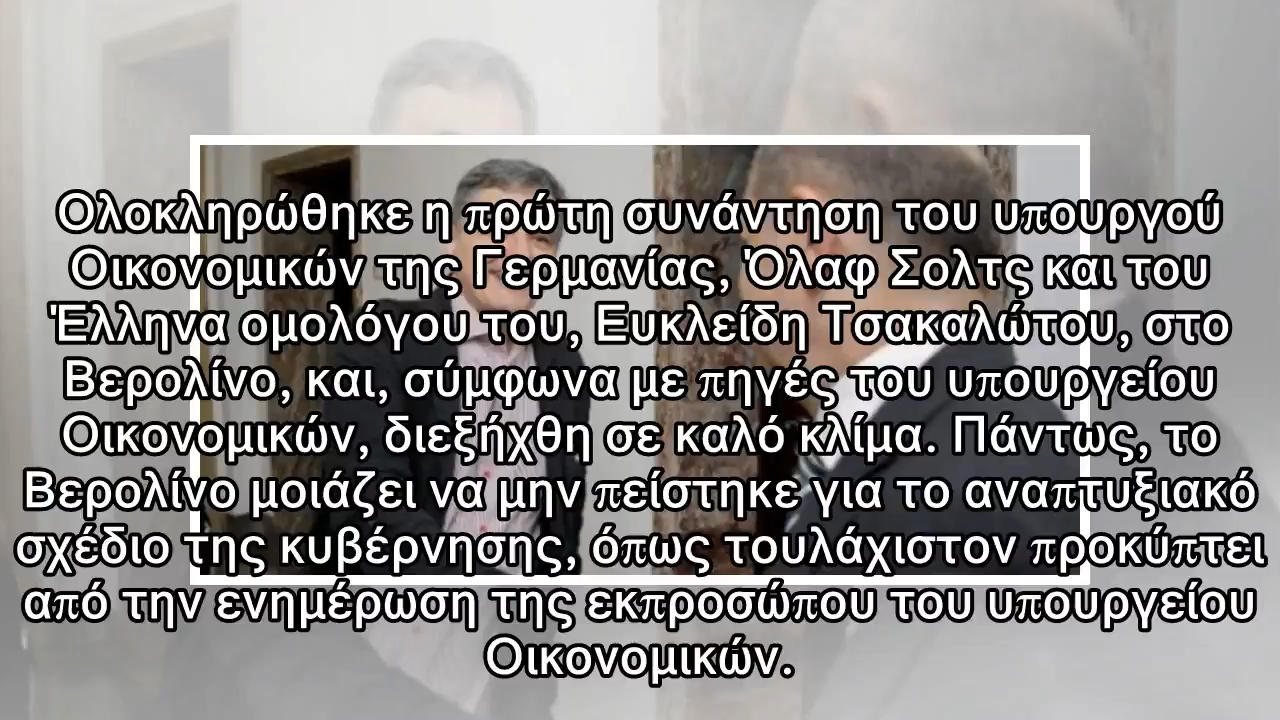 Ολοκληρώθηκε η πρώτη συνάντηση του υπουργού
Οικονομικών της Γερμανίας, Όλαφ Σολτς και του
Έλληνα ομολόγου του, Ευκλείδη Τσακαλώτου, στο
Βερολίνο, και, σύμφωνα με πηγές του υπουργείου
Οικονομικών, διεξήχθη σε καλό κλίμα. Πάντως, το
Βερολίνο μοιάζει να μην πείστηκε για το αναπτυξιακό
σχέδιο της κυβέρνησης, όπως τουλάχιστον προκύπτει
από την ενημέρωση της εκπροσώπου του υπουργείου
Οικονομικών.